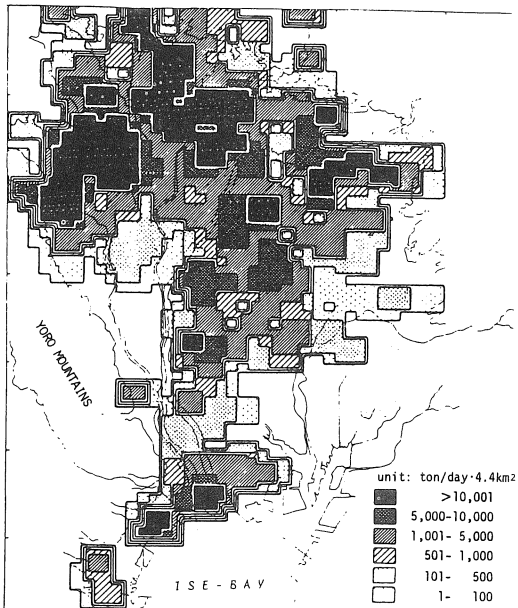 YORO MOUNTAINS
unit: ton/day·4.4km2
>10,001
5,000-10,000
1,001- 5,000
501- 1,000
101- 500
1- 100
ISE-BAY